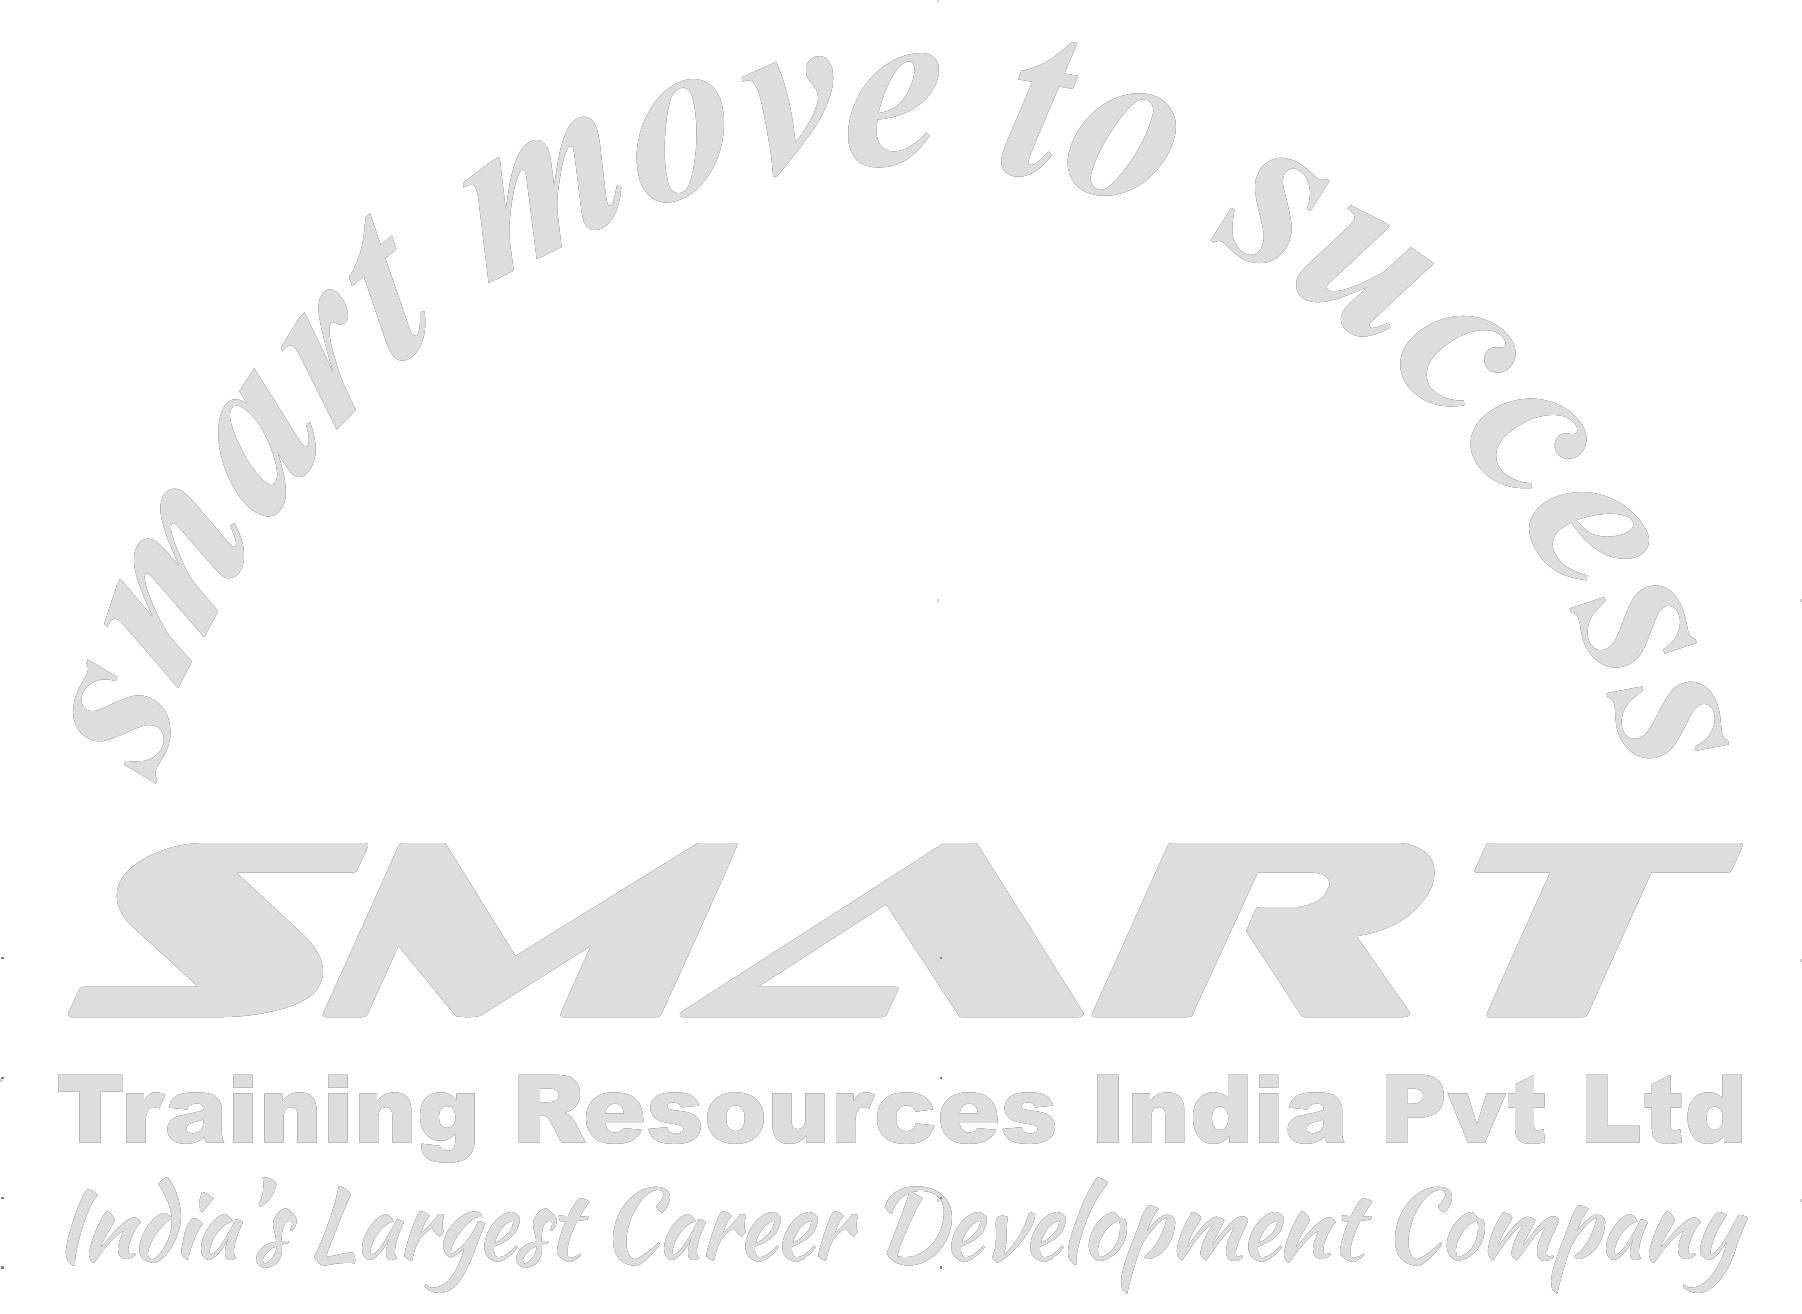 smart move to success
SMART
Training Resources India Pvt Ltd
India's Largest Career Development Company